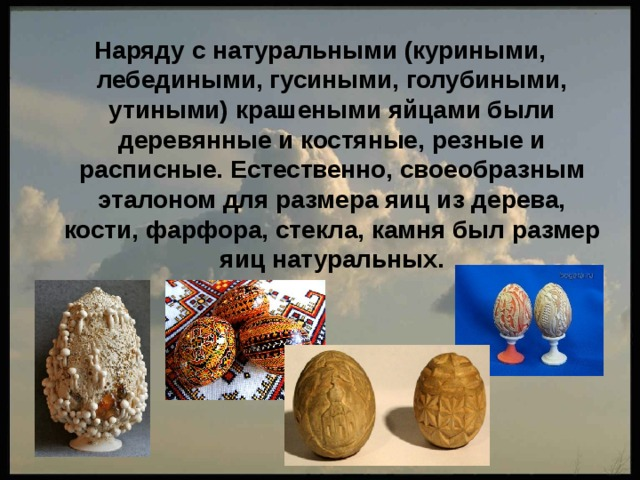 Наряду с натуральными (куриными,
лебедиными, гусиными, голубиными,
утиными) крашеными яйцами были
деревянные и костяные, резные и
расписные. Естественно, своеобразным
эталоном для размера яиц из дерева,
кости, фарфора, стекла, камня был размер
яиц натуральных.